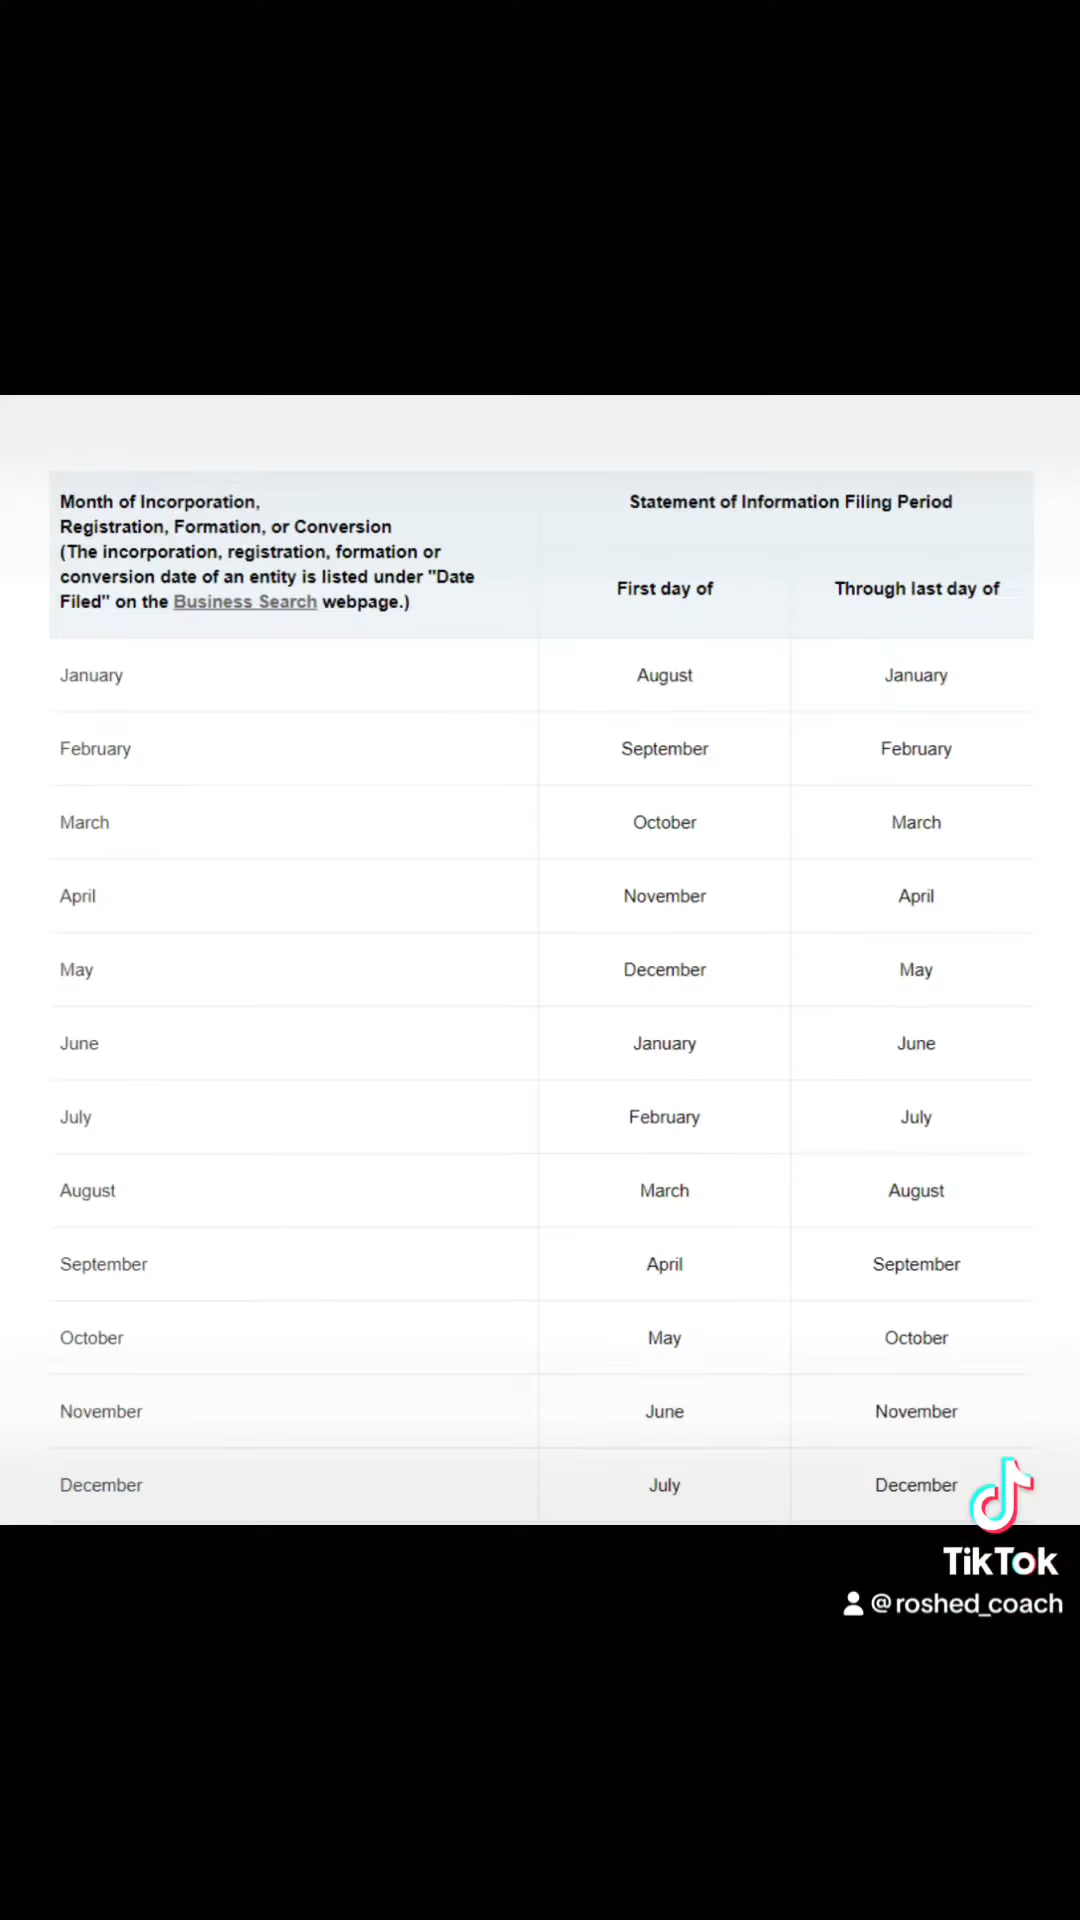 Month of Incorporation,
Registration, Formation, or Conversion
(The incorporation, registration, formation or
conversion date of an entity is listed under "Date
Filed" on the Business Search webpage.)
Statement of Information Filing Period
First day of Through last day of
January August January
February September February
March October March
April November April
May December May
June January June
July February July
August March August
September April September
October May October
November June November
December July December
TikTok
@roshed_coach